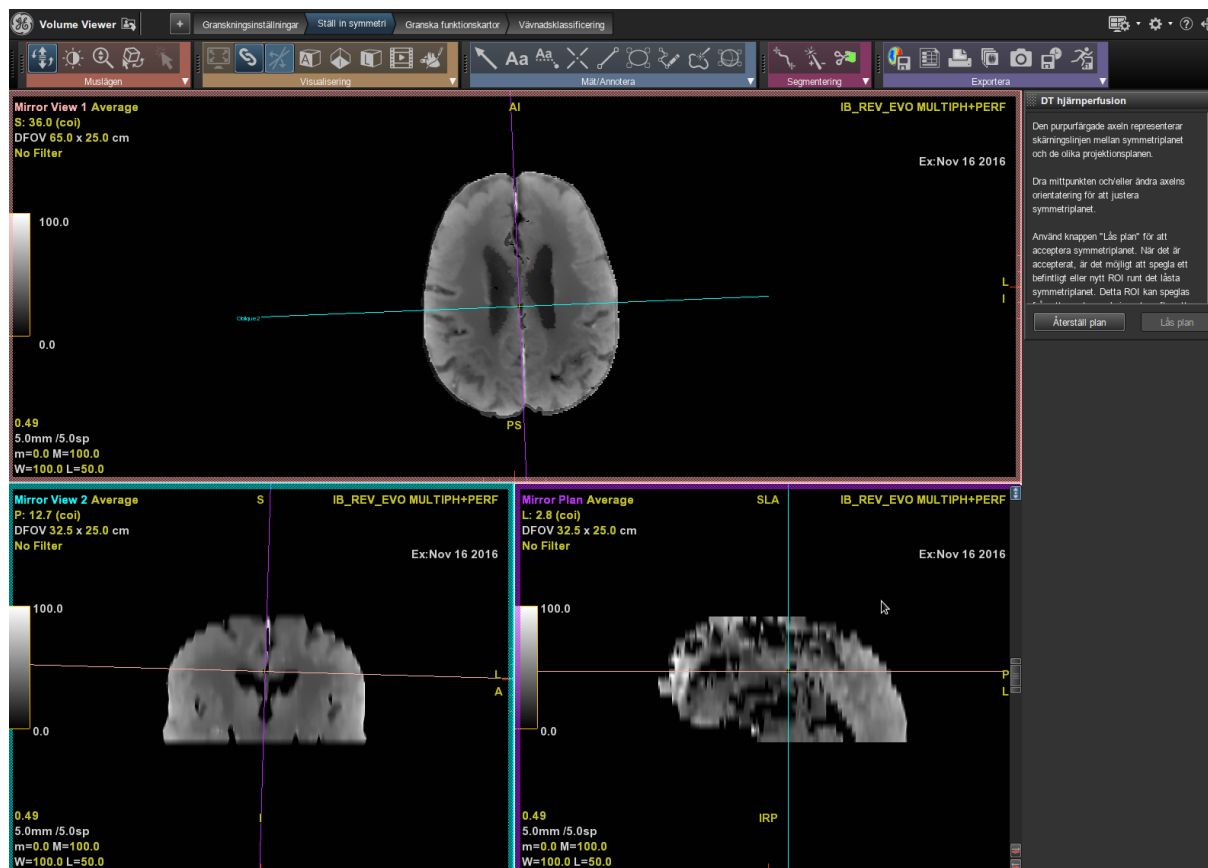 Volume Viewer
+
Granskningsinställningar
Ställ in symmetri
Granska funktionskartor
Vävnadsklassificering
Aa
Aa
A
Muslägen
Visualisering
Mät/Annotera
Segmentering
Exportera
Mirror View 1 Average
S: 36.0 (coi)
DFOV 65.0 x 25.0 cm
No Filter
AI
IB_REV_EVO MULTIPH+PERF
Ex:Nov 16 2016
100.0
0.0
Oblique 2
L
I
0.49
5.0mm /5.0sp
m=0.0 M=100.0
W=100.0 L=50.0
PS
DT hjärnperfusion
Den purpurfärgade axeln representerar
skärningslinjen mellan symmetriplanet
och de olika projektionsplanen.
Dra mittpunkten och/eller ändra axelns
orientatering för att justera
symmetriplanet.
Använd knappen "Lås plan" för att
acceptera symmetriplanet. När det är
accepterat, är det möjligt att spegla ett
befintligt eller nytt ROI runt det låsta
symmetriplanet. Detta ROI kan speglas
Återställ plan
Lås plan
Mirror View 2 Average
P: 12.7 (coi)
DFOV 32.5 x 25.0 cm
No Filter
S
IB_REV_EVO MULTIPH+PERF
Ex:Nov 16 2016
100.0
0.0
L
A
0.49
5.0mm /5.0sp
m=0.0 M=100.0
W=100.0 L=50.0
I
Mirror Plan Average
L: 2.8 (coi)
DFOV 32.5 x 25.0 cm
No Filter
SLA
IB_REV_EVO MULTIPH+PERF
Ex:Nov 16 2016
100.0
0.0
P
L
0.49
5.0mm /5.0sp
m=0.0 M=100.0
W=100.0 L=50.0
IRP